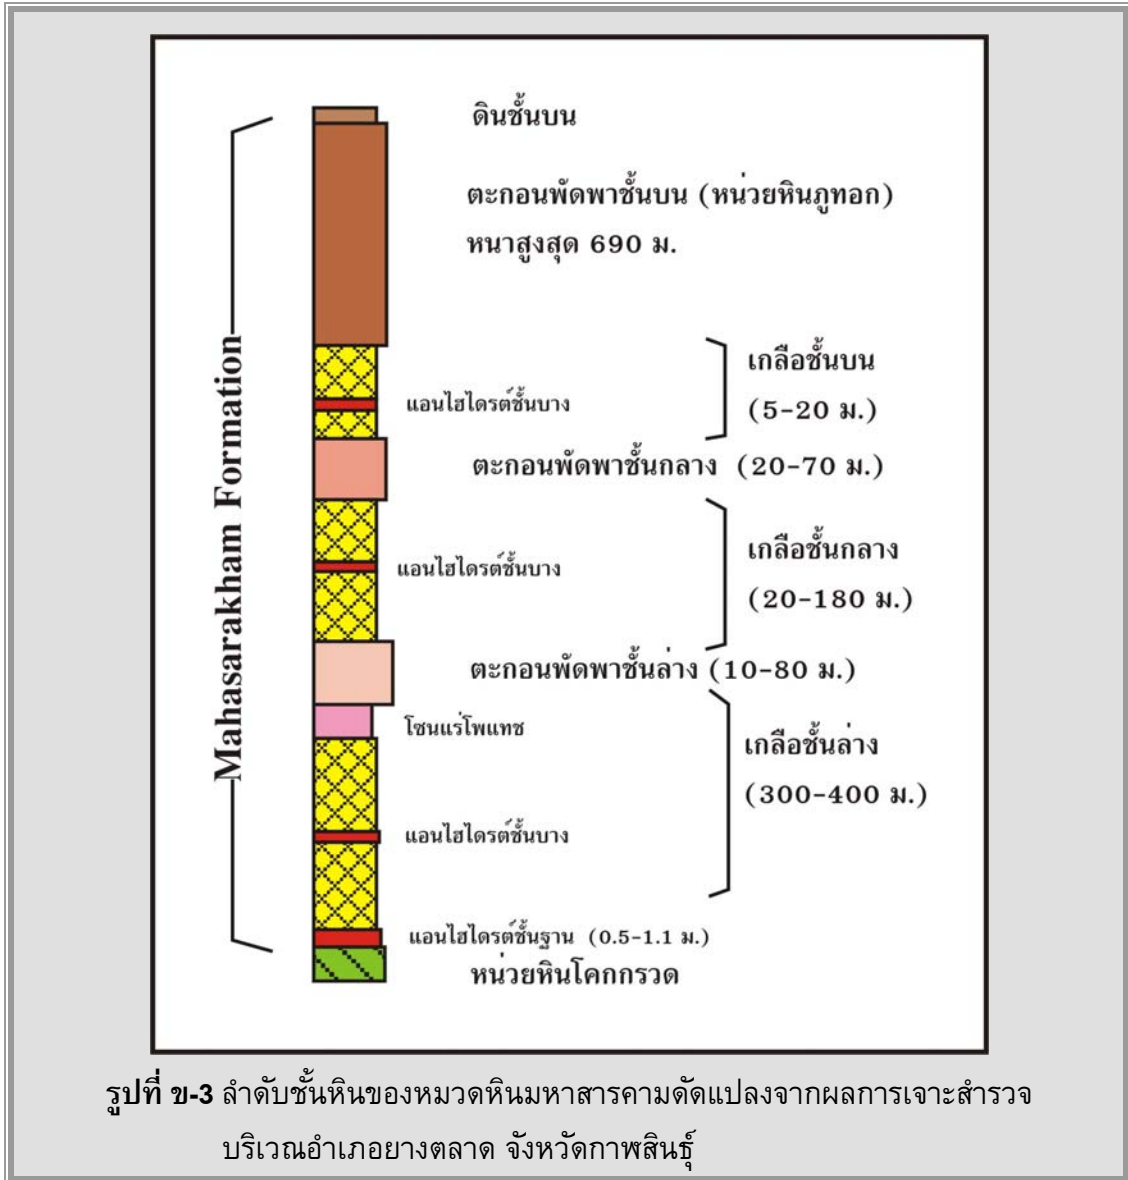 ดินชั้นบน
ตะกอนพัดพาชั้นบน (หน่วยหินภูทอก)
หนาสูงสุด 690 ม.
Mahasarakham Formation
เกลือชั้นบน
(5-20 ม.)
แอนไฮไดรต์ชั้นบาง
ตะกอนพัดพาชั้นกลาง (20-70 ม.)
เกลือชั้นกลาง
(20-180 ม.)
แอนไฮไดรต์ชั้นบาง
ตะกอนพัดพาชั้นล่าง (10-80 ม.)
โซนแร่โพแทช
เกลือชั้นล่าง
(300-400 ม.)
แอนไฮไดรต์ชั้นบาง
แอนไฮไดรต์ชั้นฐาน (0.5-1.1 ม.)
หน่วยหินโคกกรวด
รูปที่ ข-3 ลำดับชั้นหินของหมวดหินมหาสารคามดัดแปลงจากผลการเจาะสำรวจ
บริเวณอำเภอยางตลาด จังหวัดกาฬสินธุ์